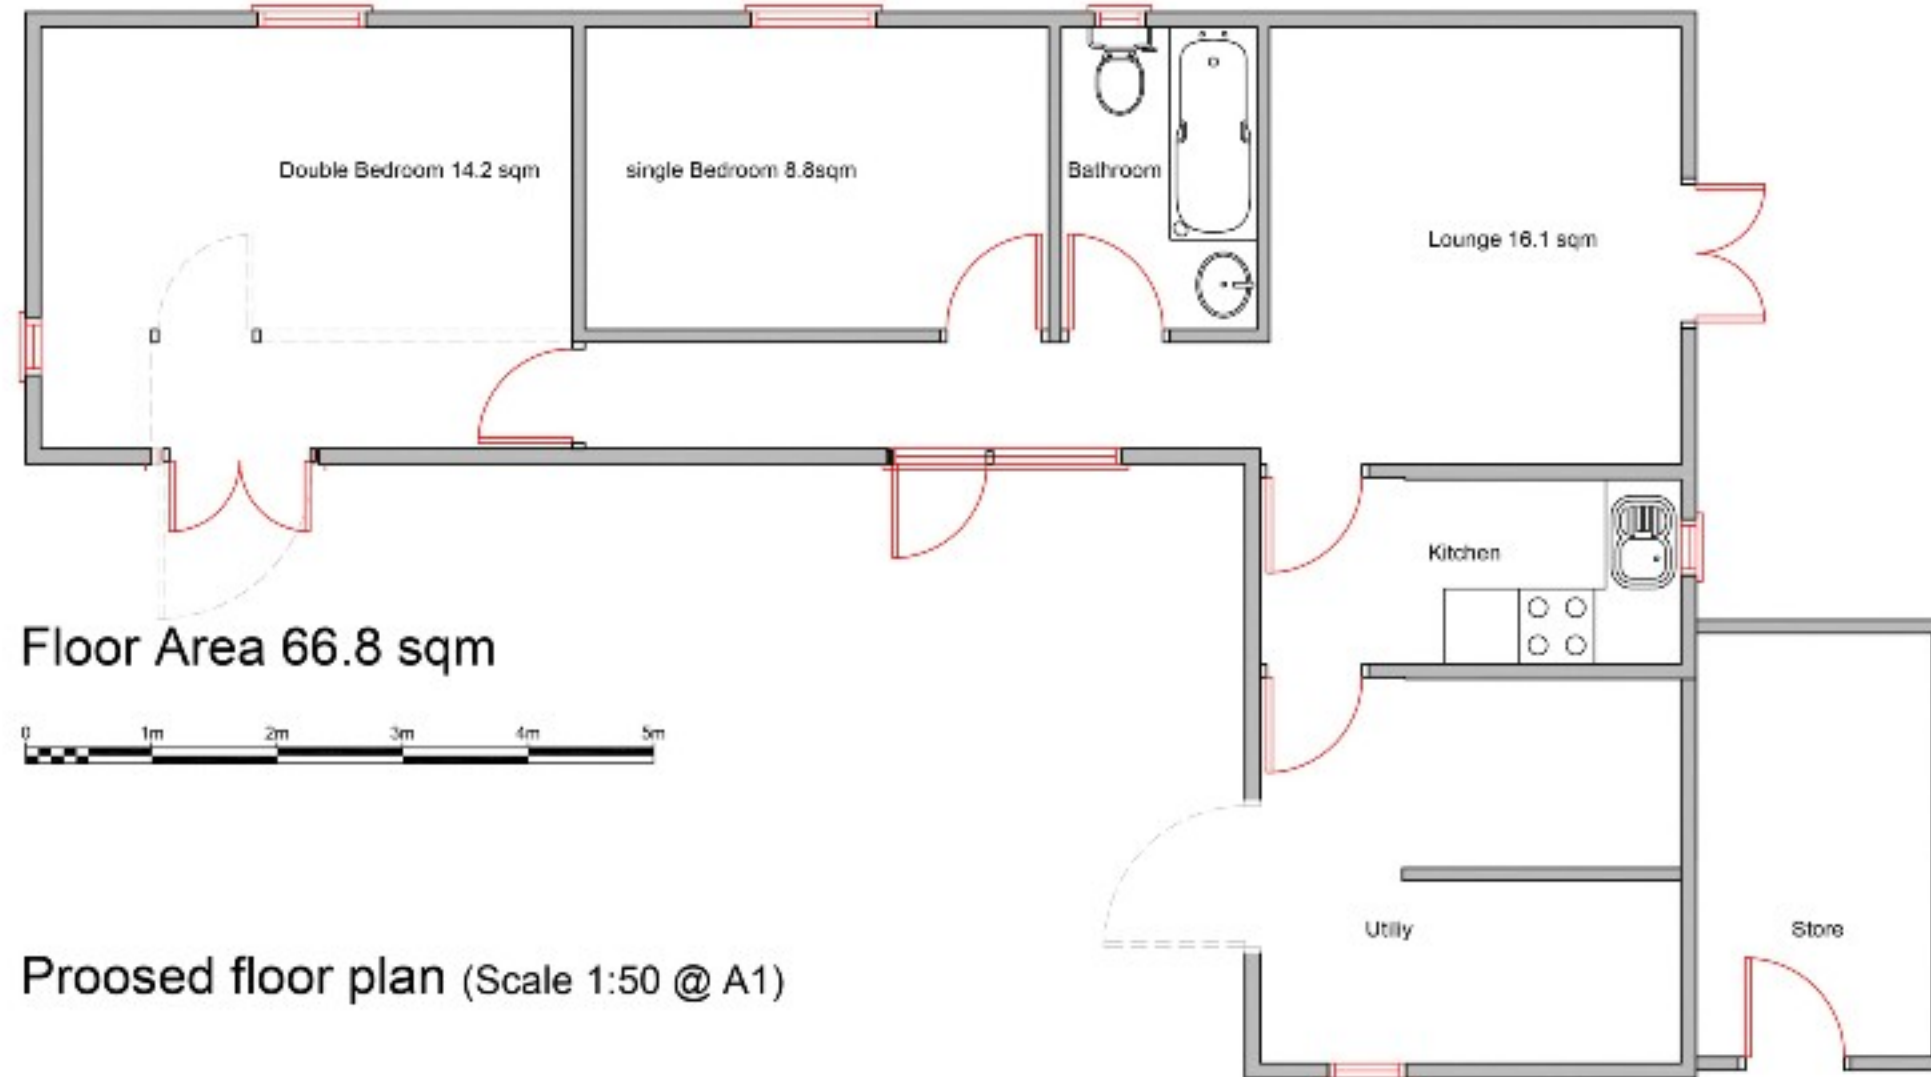 Double Bedroom 14.2 sqm
single Bedroom 8.8sqm
Bathroom
Lounge 16.1 sqm
Kitchen
Floor Area 66.8 sqm
0 1m 2m 3m 4m 5m
Utiliy
Store
Proosed floor plan (Scale 1:50 @ A1)